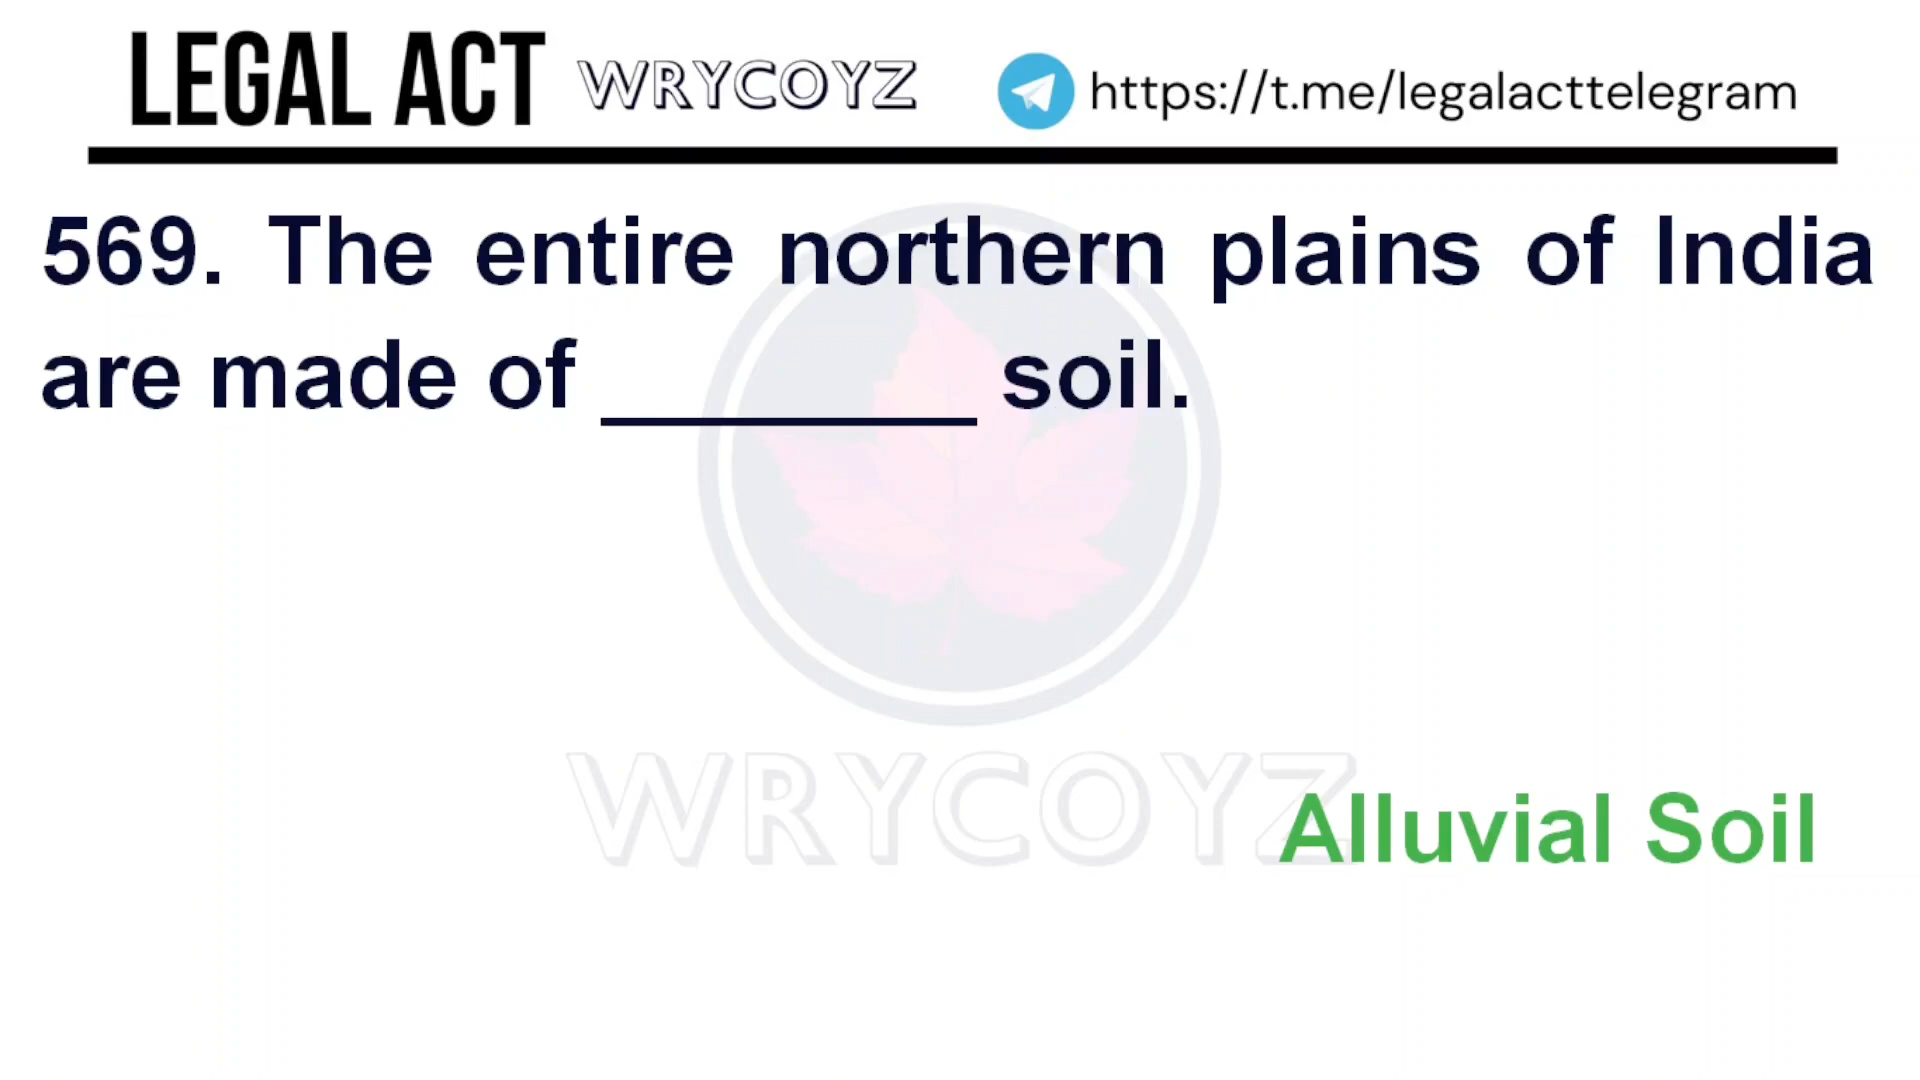 LEGAL ACT WRYCOYZ https://t.me/legalacttelegram
569. The entire northern plains of India
are made of ________ soil.
WRYCOYZ
Alluvial Soil